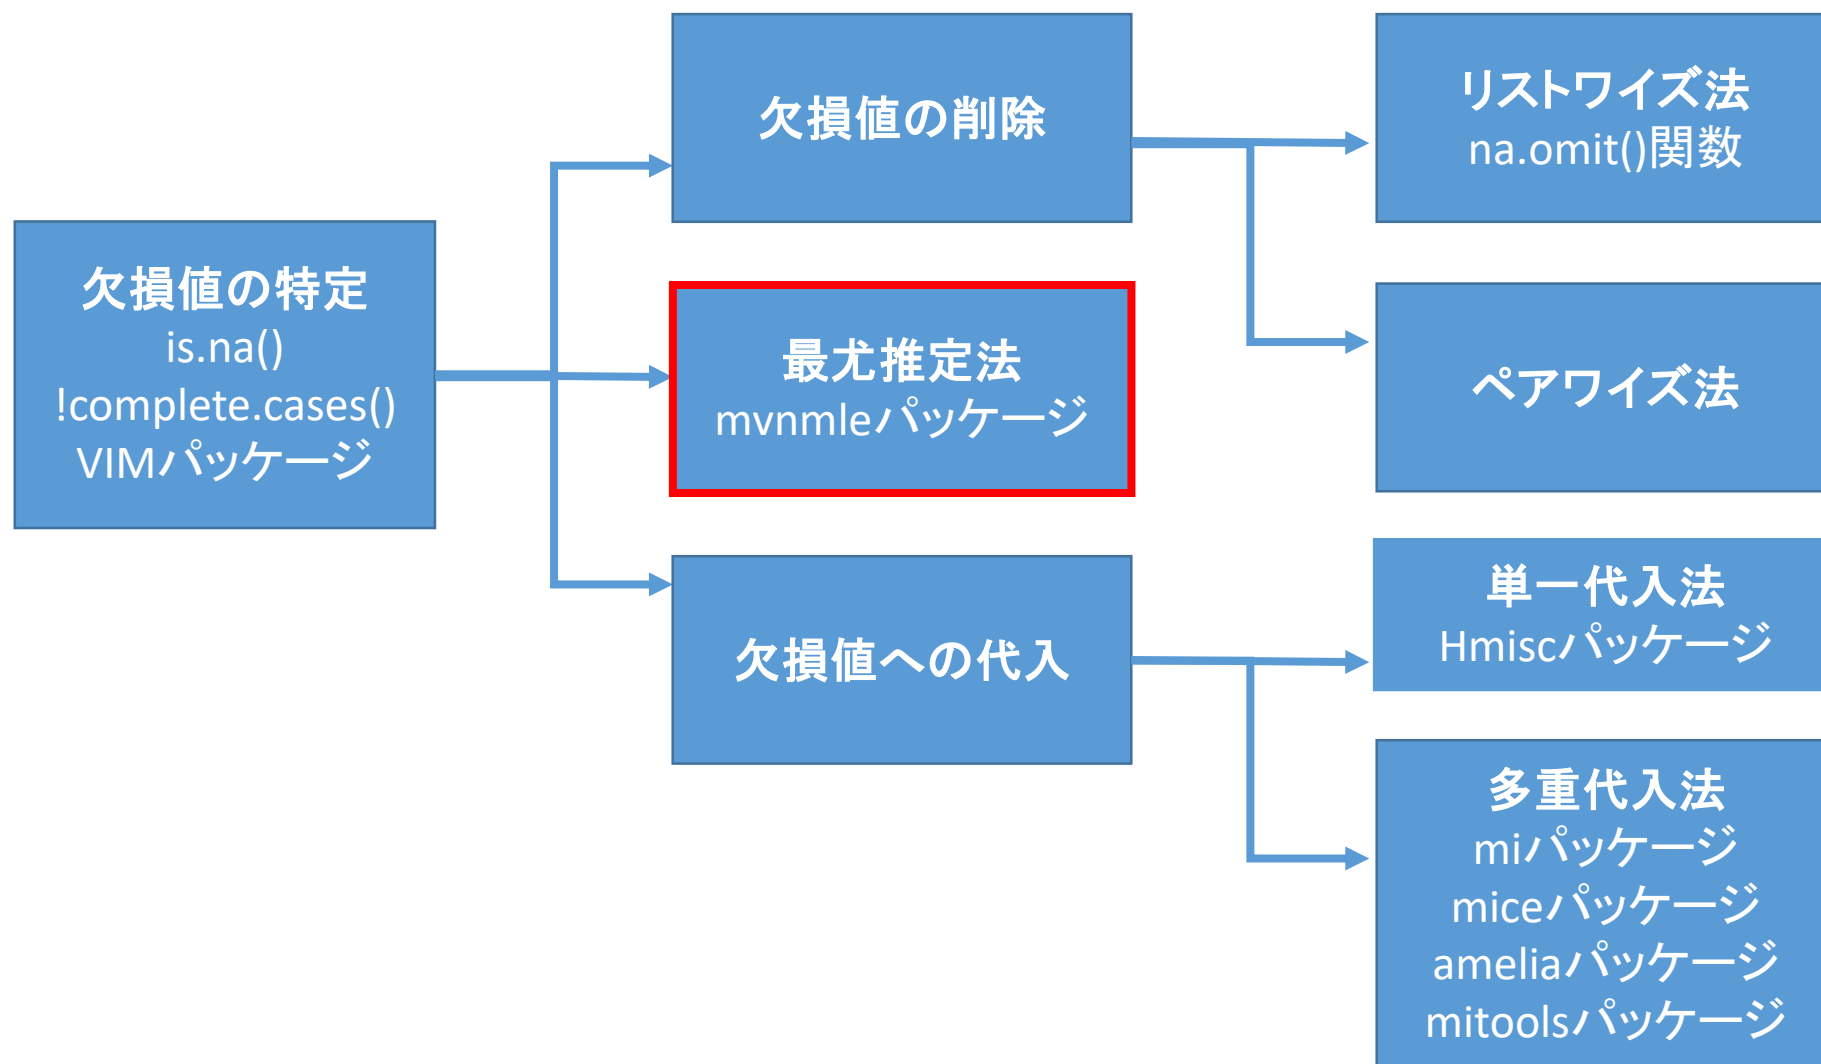 欠損値の特定
is.na()
!complete.cases()
VIMパッケージ
欠損値の削除
最尤推定法
mvnmleパッケージ
欠損値への代入
リストワイズ法
na.omit()関数
ペアワイズ法
単一代入法
Hmiscパッケージ
多重代入法
miパッケージ
miceパッケージ
ameliaパッケージ
mitoolsパッケージ